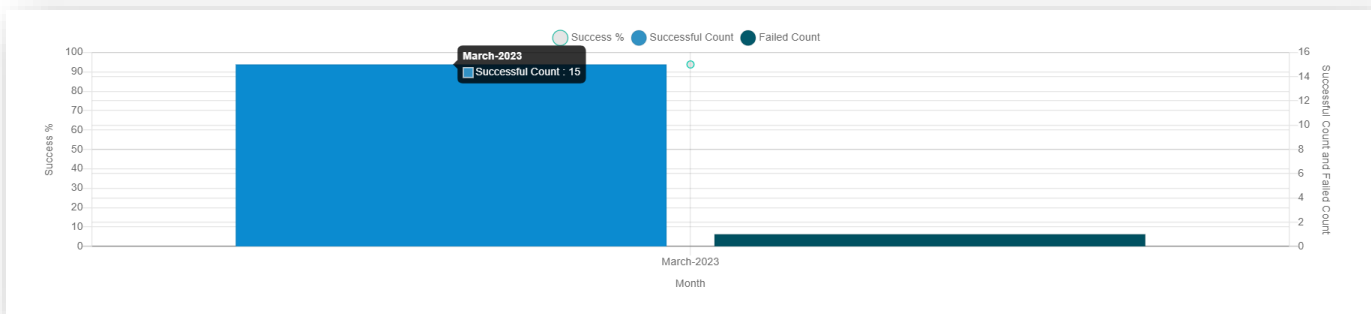 Success % Successful Count Failed Count
March-2023
Successful Count : 15
Success %
100
90
80
70
60
50
40
30
20
10
0
16
14
12
10
8
6
4
2
0
Successful Count and Failed Count
March-2023
Month